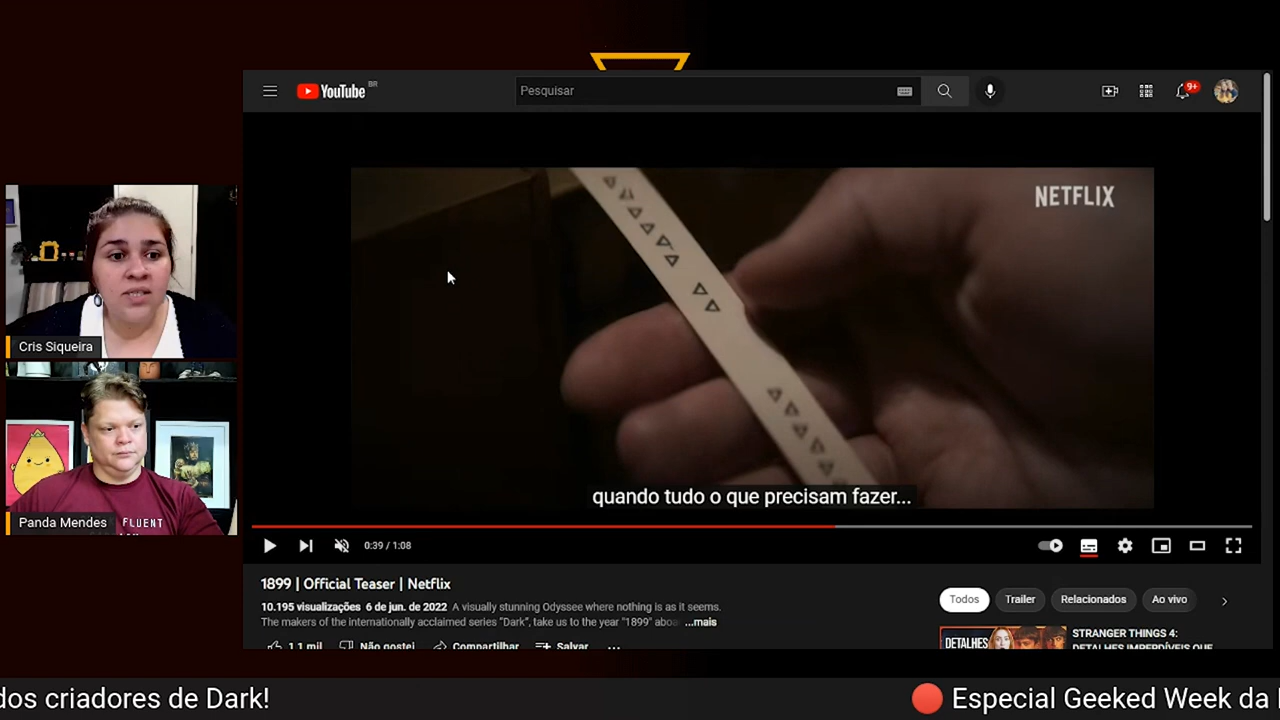 YouTube BR
Pesquisar
9+
NETFLIX
Cris Siqueira
FLUENT
Panda Mendes
quando tudo o que precisam fazer...
0:39 / 1:08
1899 | Official Teaser | Netflix
10.195 visualizações 6 de jun. de 2022 A visually stunning Odyssee where nothing is as it seems.
The makers of the internationally acclaimed series “Dark”, take us to the year "1899" aboa ...mais
1,1 mil Não gostei Compartilhar Salvar ...
Todos Trailer Relacionados Ao vivo
DETALHES
STRANGER THINGS 4:
DETALHES IMPERDÍVEIS QUE
dos criadores de Dark!
Especial Geeked Week da